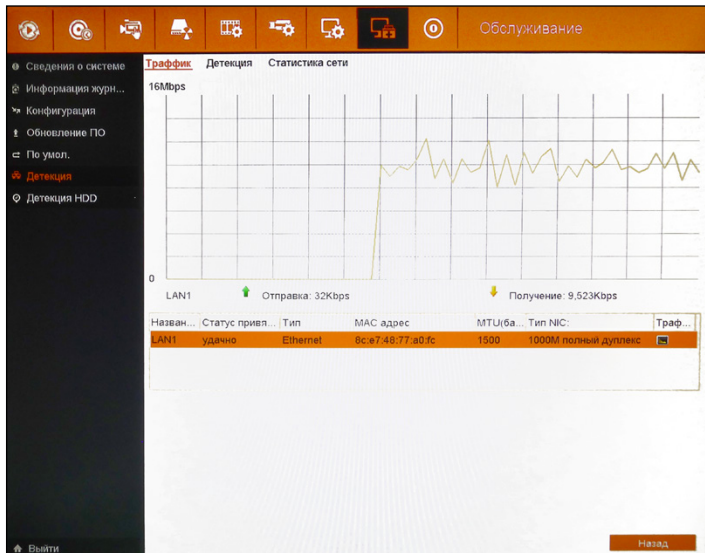 Обслуживание
Сведения о системе
Информация журн...
Конфигурация
Обновление ПО
По умол.
Детекция
Детекция HDD
Выйти
Траффик Детекция Статистика сети
16Mbps
0
LAN1 Отправка: 32Kbps Получение: 9,523Kbps
Назван... Статус привя... Тип MAC адрес MTU(ба... Тип NIC: Траф...
LAN1 удачно Ethernet 8c:e7:48:77:a0:fc 1500 1000M полный дуплекс
Назад